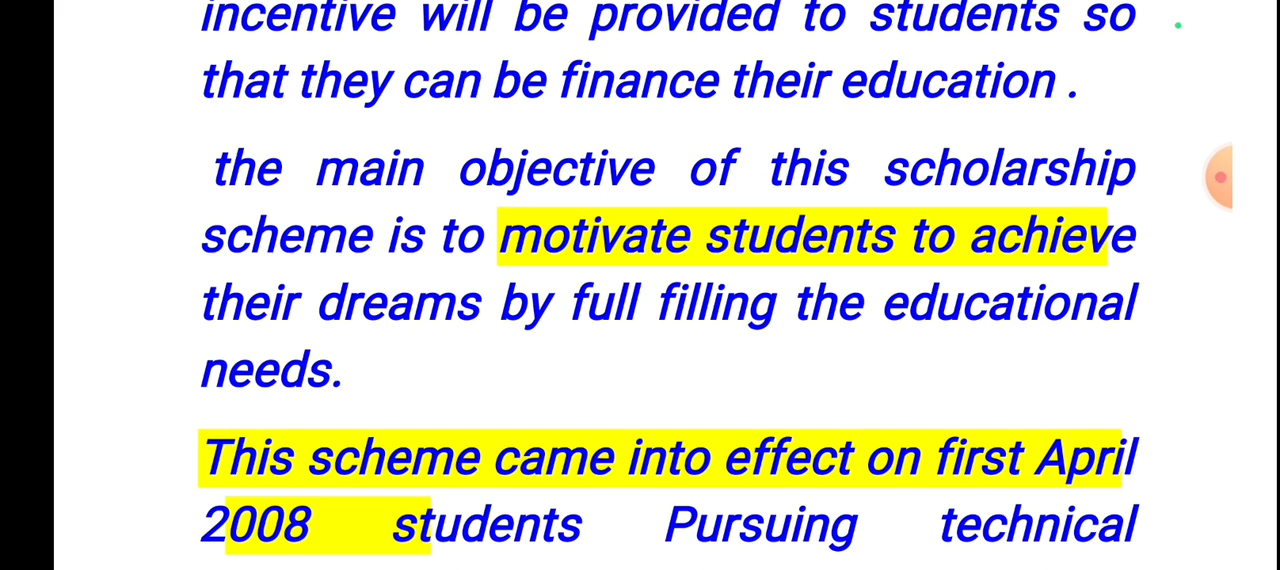 incentive will be provided to students so
that they can be finance their education .
the main objective of this scholarship
scheme is to motivate students to achieve
their dreams by full filling the educational
needs.
This scheme came into effect on first April
2008 students Pursuing technical